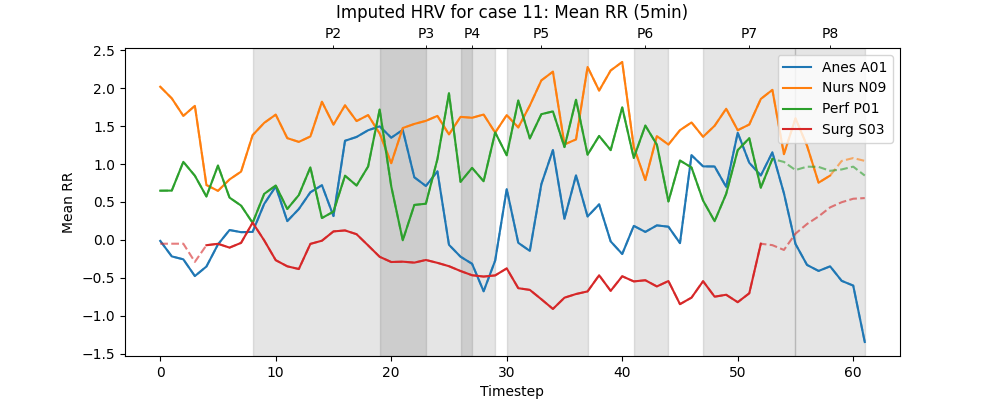 Imputed HRV for case 11: Mean RR (5min)
P2 P3 P4 P5 P6 P7 P8
2.5
2.0
1.5
1.0
0.5
0.0
−0.5
−1.0
−1.5
Mean RR
Anes A01
Nurs N09
Perf P01
Surg S03
0 10 20 30 40 50 60
Timestep